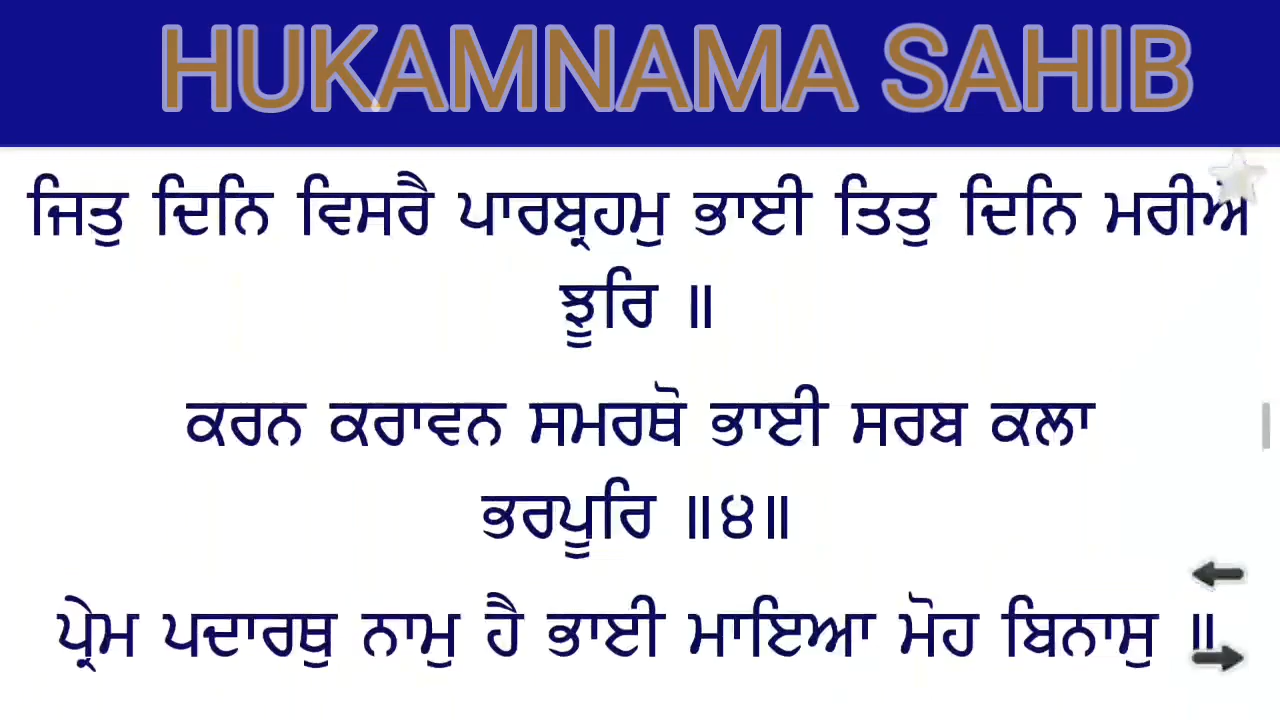 HUKAMNAMA SAHIB
ਜਿਤੁ ਦਿਨਿ ਵਿਸਰੈ ਪਾਰਬ੍ਰਹਮੁ ਭਾਈ ਤਿਤੁ ਦਿਨਿ ਮਰੀਐ
ਝੂਰਿ ॥
ਕਰਨ ਕਰਾਵਨ ਸਮਰਥੋ ਭਾਈ ਸਰਬ ਕਲਾ
ਭਰਪੂਰਿ ॥੪॥
ਪ੍ਰੇਮ ਪਦਾਰਥੁ ਨਾਮੁ ਹੈ ਭਾਈ ਮਾਇਆ ਮੋਹ ਬਿਨਾਸੁ ॥